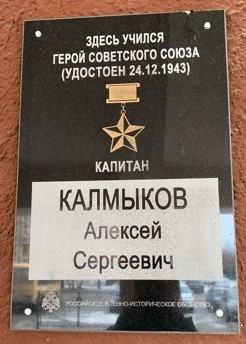 ЗДЕСЬ УЧИЛСЯ
ГЕРОЙ СОВЕТСКОГО СОЮЗА
(УДОСТОЕН 24.12.1943)
КАПИТАН
КАЛМЫКОВ
Алексей
Сергеевич
РОССИЙСКОЕ ВОЕННО-ИСТОРИЧЕСКОЕ ОБЩЕСТВО